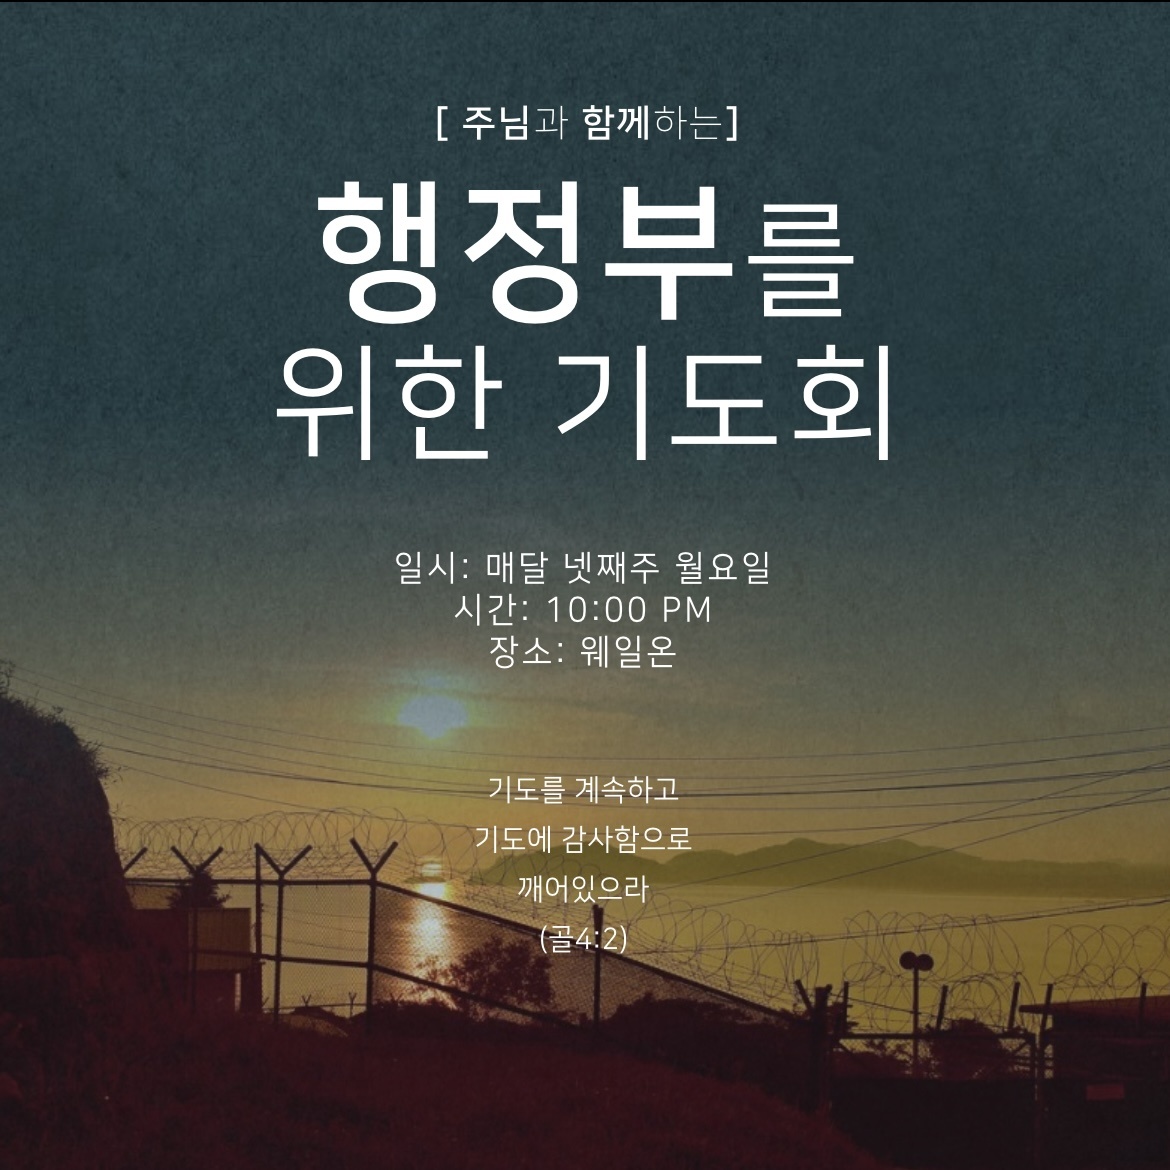 [ 주님과 함께하는]
행정부를
위한 기도회
일시: 매달 넷째주 월요일
시간: 10:00 PM
장소: 웨일온
기도를 계속하고
기도에 감사함으로
깨어있으라
(골4:2)